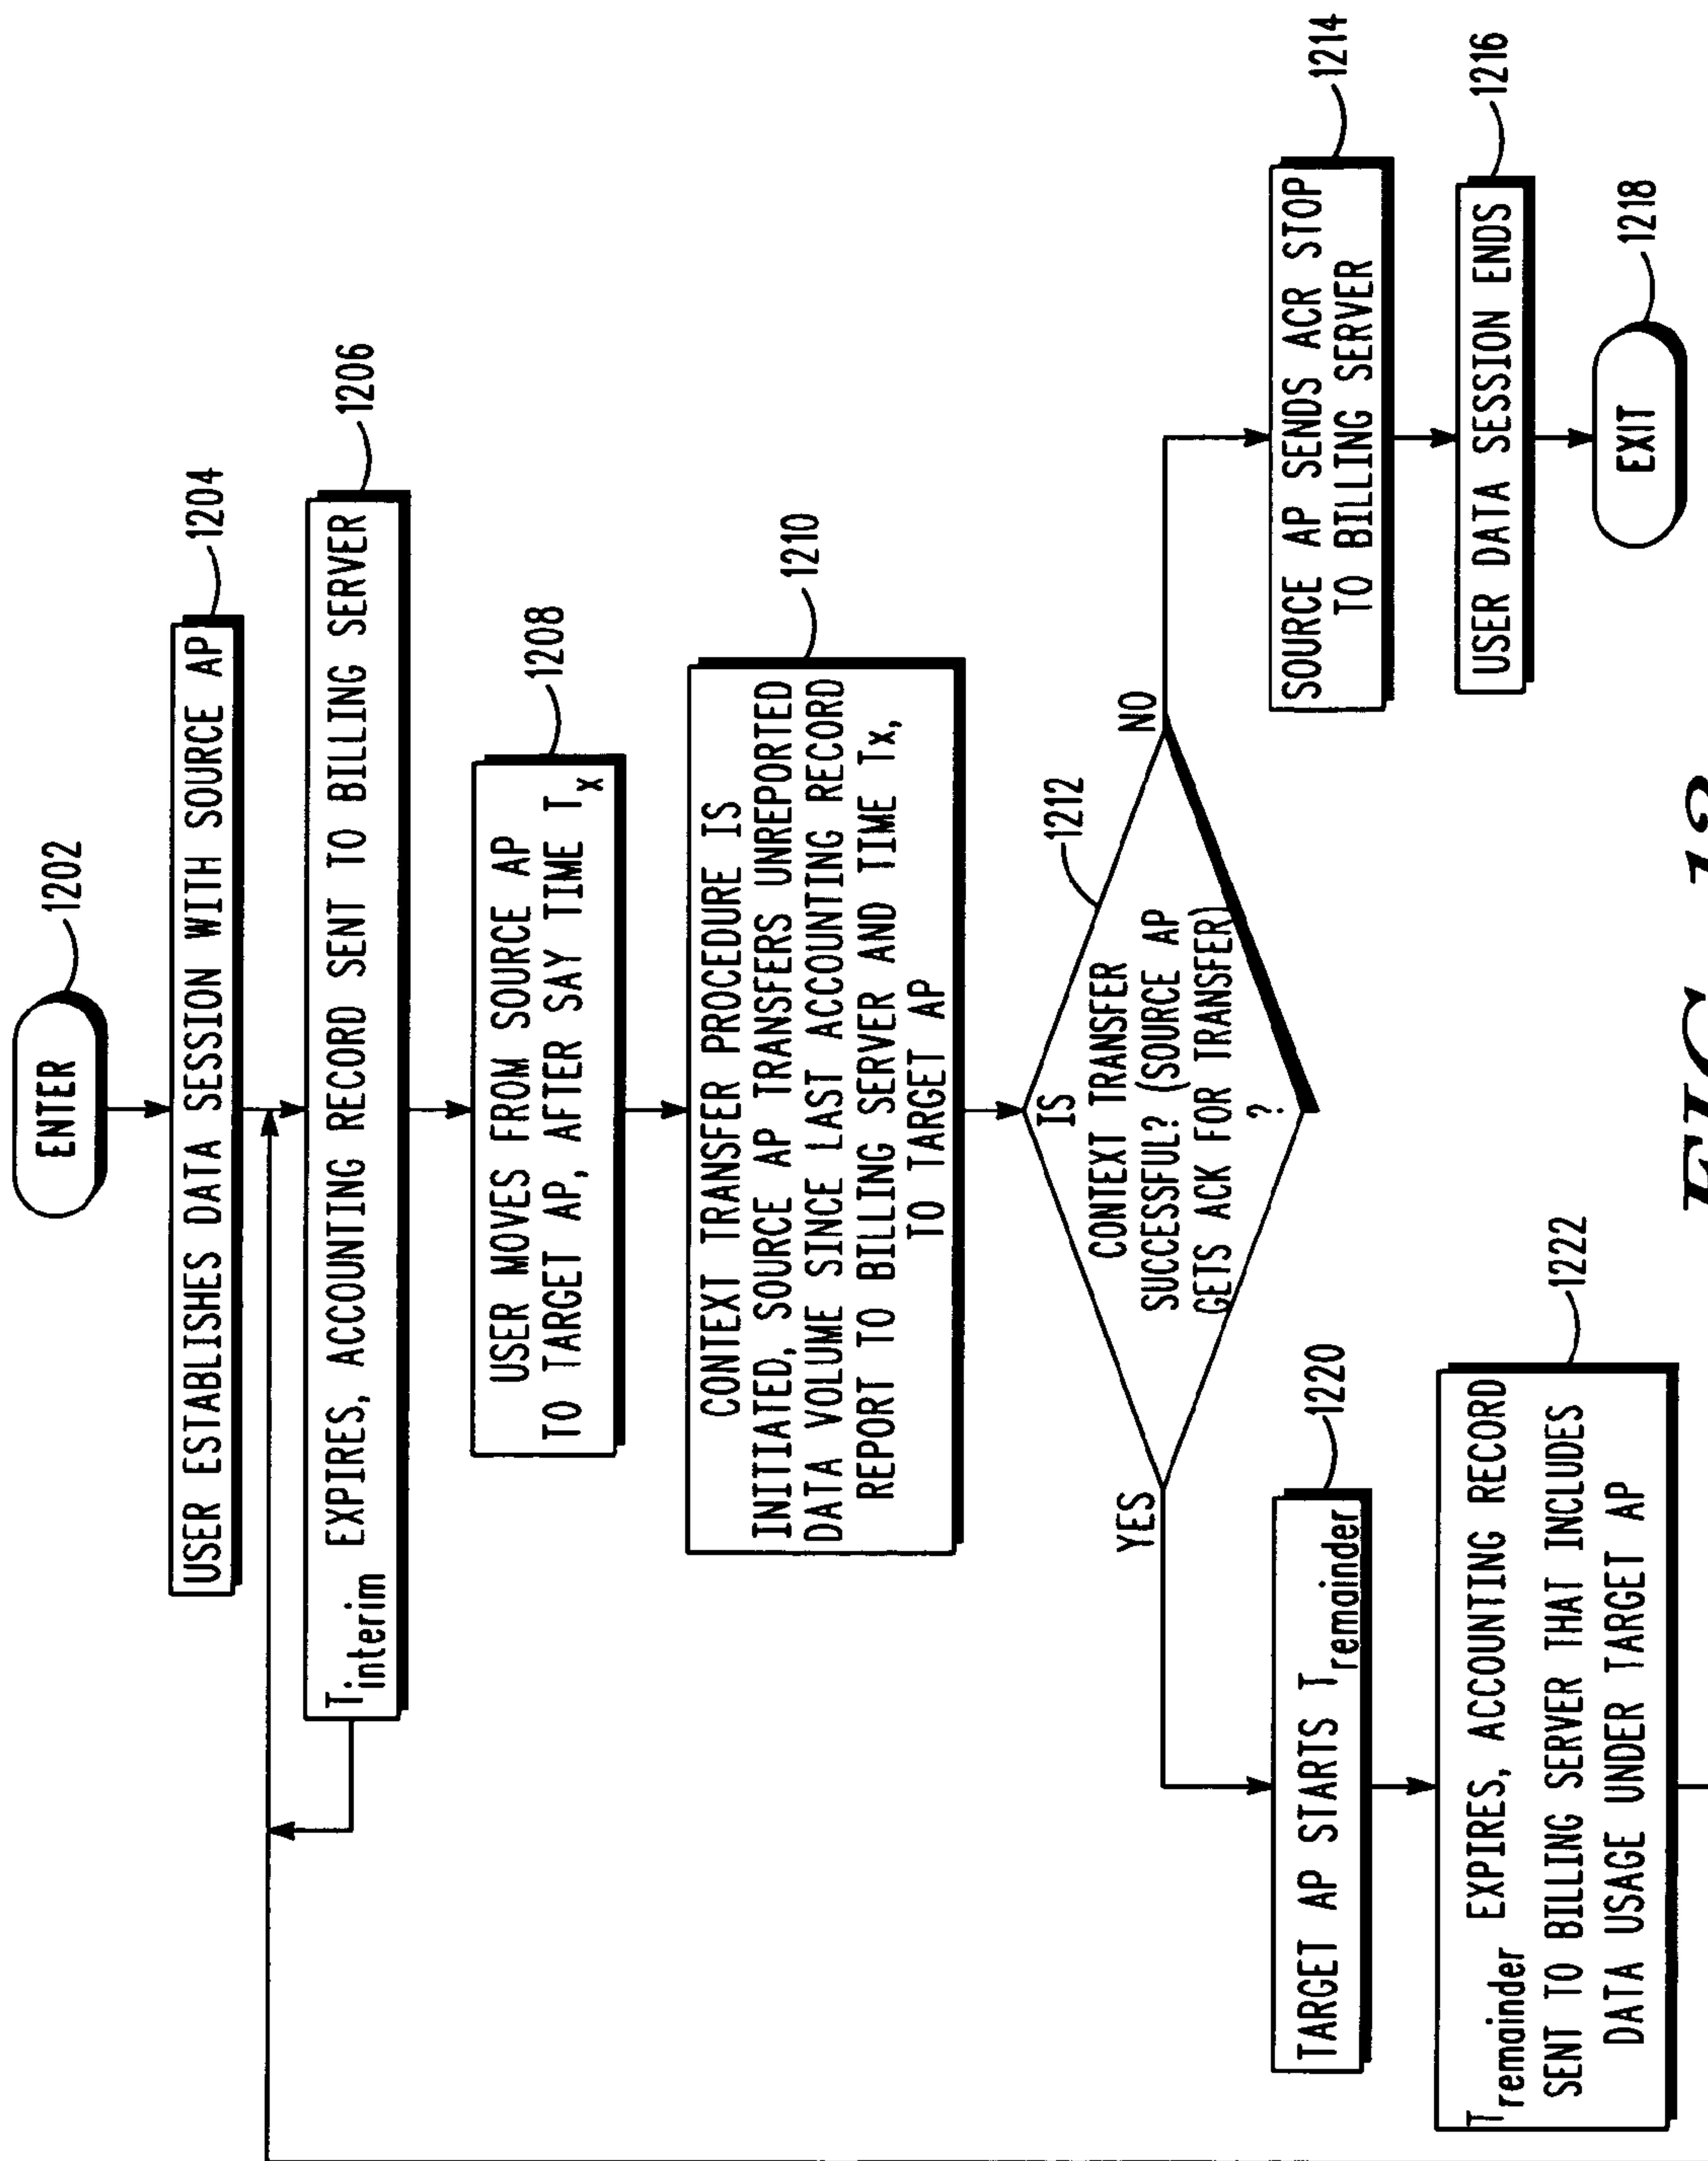 ENTER
1202
USER ESTABLISHES DATA SESSION WITH SOURCE AP
1204
Tinterim EXPIRES, ACCOUNTING RECORD SENT TO BILLING SERVER
1206
USER MOVES FROM SOURCE AP
TO TARGET AP, AFTER SAY TIME Tx
1208
CONTEXT TRANSFER PROCEDURE IS
INITIATED, SOURCE AP TRANSFERS UNREPORTED
DATA VOLUME SINCE LAST ACCOUNTING RECORD
REPORT TO BILLING SERVER AND TIME Tx,
TO TARGET AP
1210
IS
CONTEXT TRANSFER
SUCCESSFUL? (SOURCE AP
GETS ACK FOR TRANSFER)
?
1212
YES
NO
TARGET AP STARTS Tremainder
1220
Tremainder EXPIRES, ACCOUNTING RECORD
SENT TO BILLING SERVER THAT INCLUDES
DATA USAGE UNDER TARGET AP
1222
SOURCE AP SENDS ACR STOP
TO BILLING SERVER
1214
USER DATA SESSION ENDS
1216
EXIT
1218